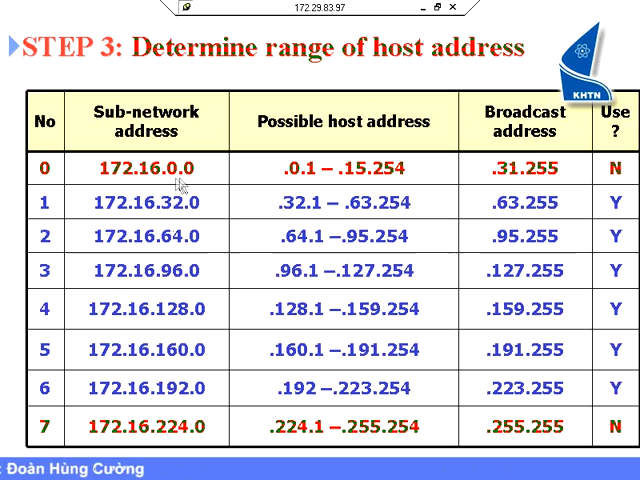 172.29.83.97
STEP 3: Determine range of host address
KHTN
No Sub-network address Possible host address Broadcast address Use ?
0 172.16.0.0 .0.1 – .15.254 .31.255 N
1 172.16.32.0 .32.1 – .63.254 .63.255 Y
2 172.16.64.0 .64.1 –.95.254 .95.255 Y
3 172.16.96.0 .96.1 –.127.254 .127.255 Y
4 172.16.128.0 .128.1 –.159.254 .159.255 Y
5 172.16.160.0 .160.1 –.191.254 .191.255 Y
6 172.16.192.0 .192 –.223.254 .223.255 Y
7 172.16.224.0 .224.1 –.255.254 .255.255 N
: Đoàn Hùng Cường